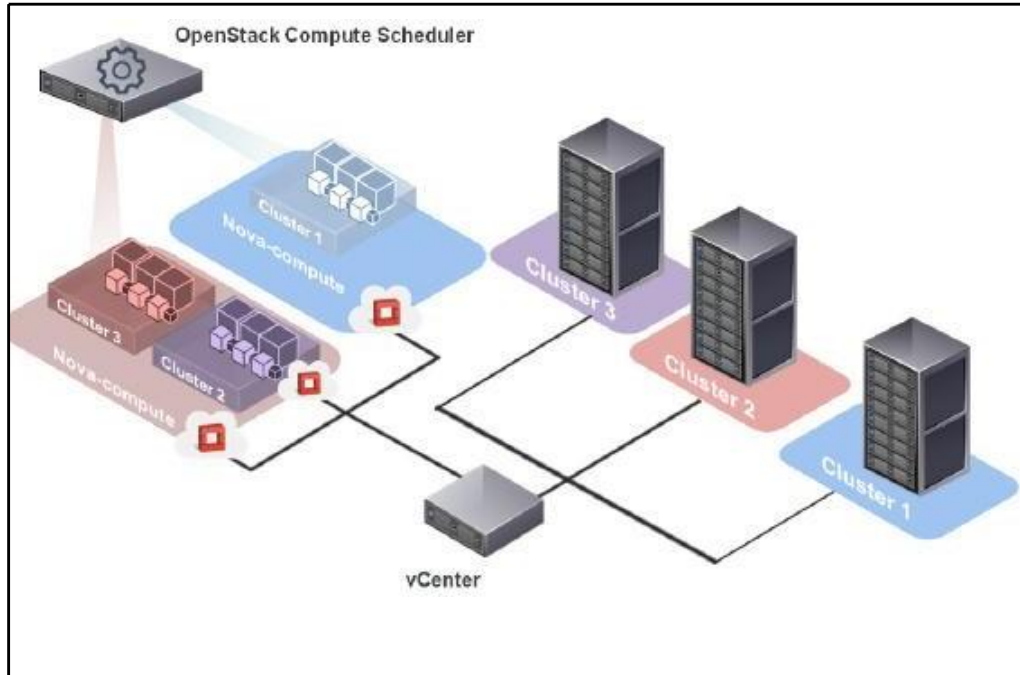 OpenStack Compute Scheduler
Cluster 1
Nova-compute
Cluster 3
Cluster 2
Nova-compute
Cluster 3
Cluster 2
Cluster 1
vCenter